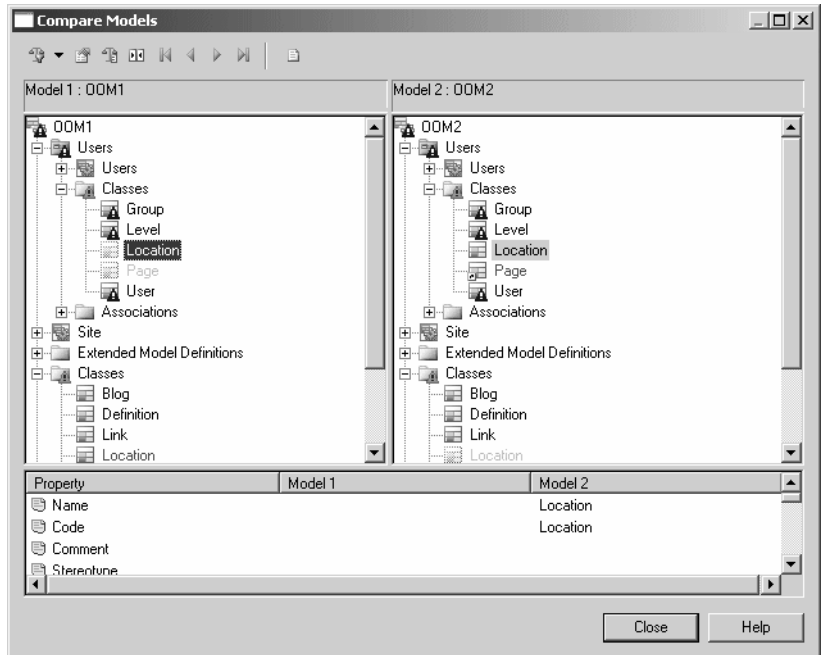 Compare Models
Model 1 : OOM1
Model 2 : OOM2
OOM1
Users
Users
Classes
Group
Level
Location
Page
User
Associations
Site
Extended Model Definitions
Classes
Blog
Definition
Link
Location
OOM2
Users
Users
Classes
Group
Level
Location
Page
User
Associations
Site
Extended Model Definitions
Classes
Blog
Definition
Link
Location
Property Model 1 Model 2
Name Location
Code Location
Comment
Stereotype
Close Help